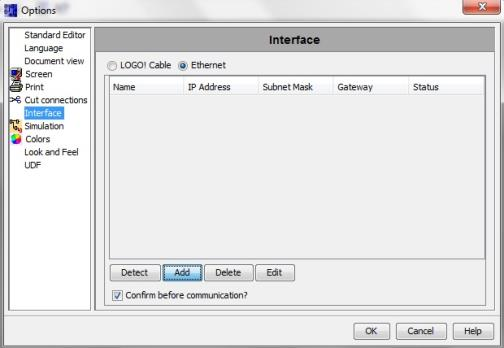 Options
Standard Editor
Language
Document view
Screen
Print
Cut connections
Interface
Simulation
Colors
Look and Feel
UDF
Interface
LOGO! Cable Ethernet
Name IP Address Subnet Mask Gateway Status
Detect Add Delete Edit
Confirm before communication?
OK Cancel Help